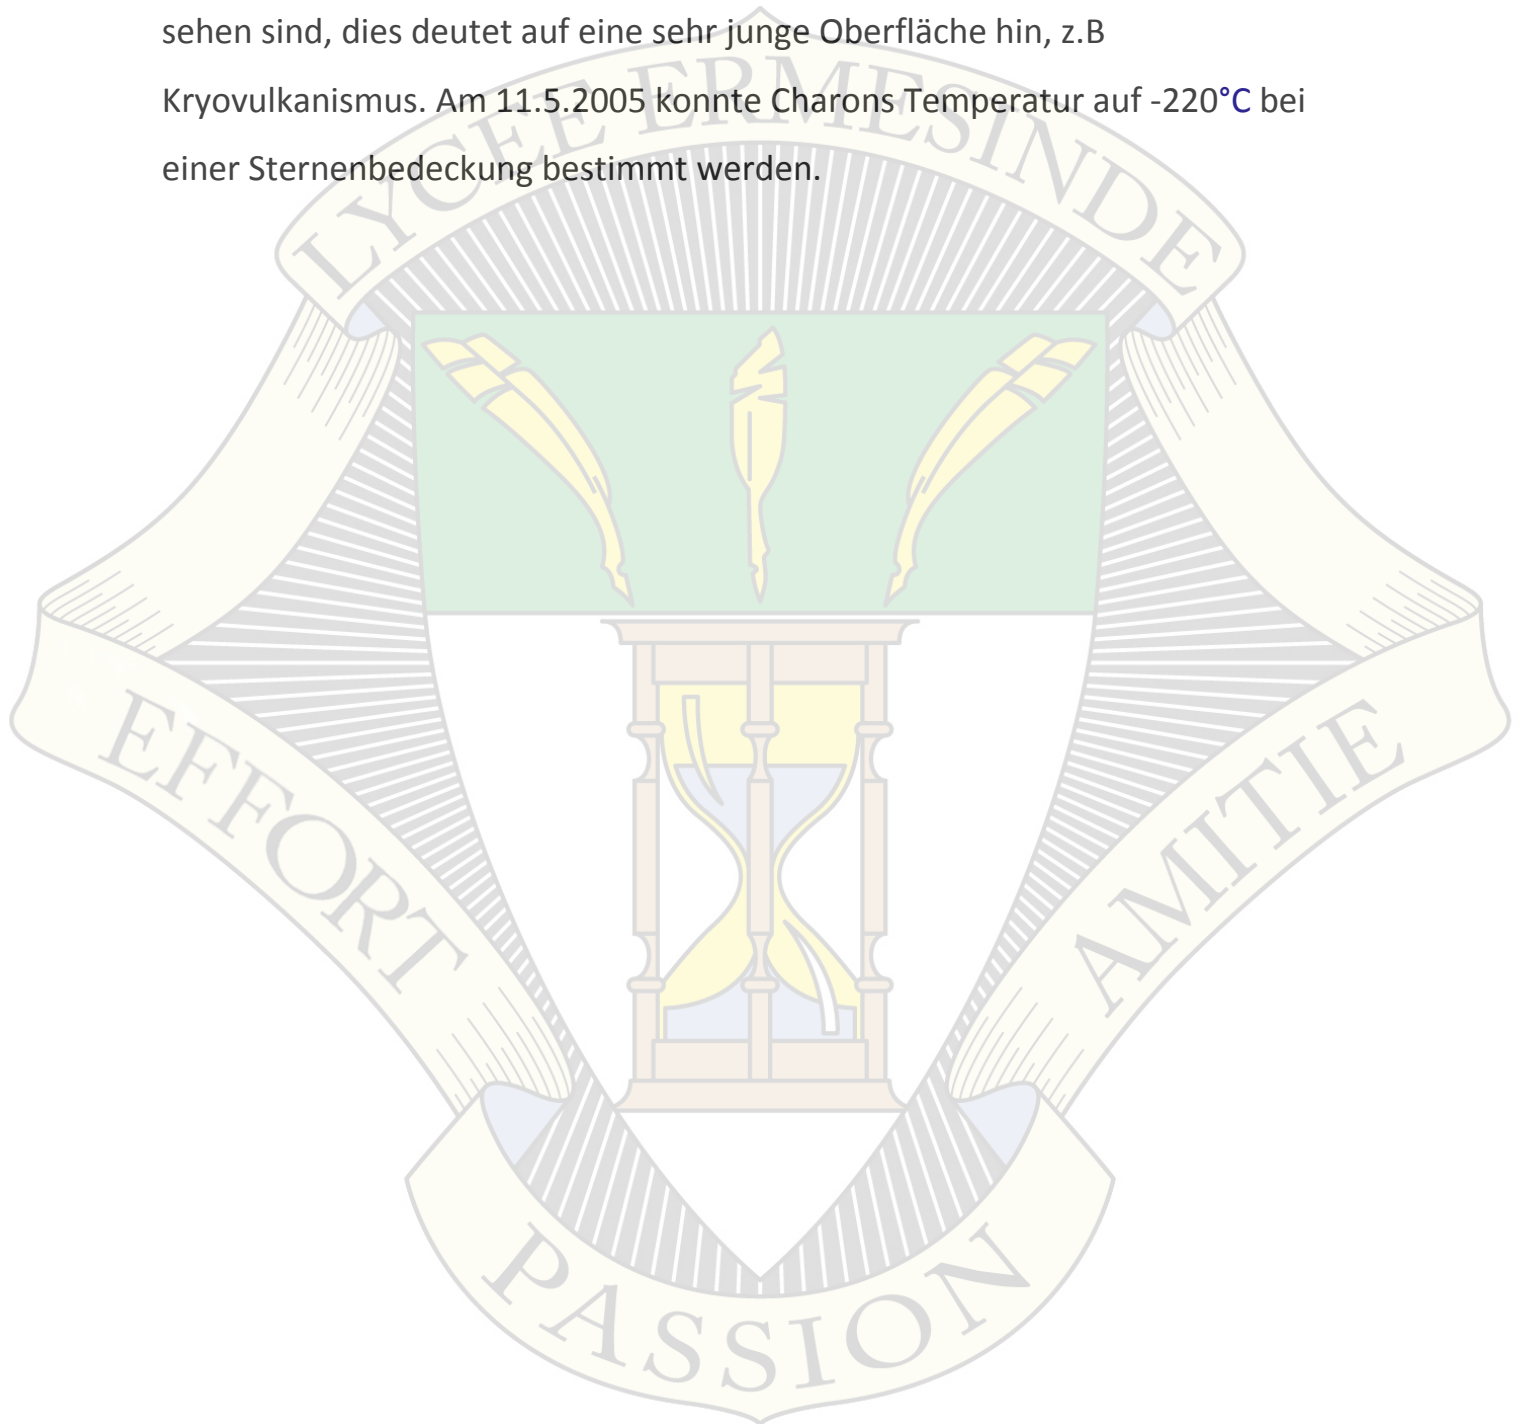 sehen sind, dies deutet auf eine sehr junge Oberfläche hin, z.B
Kryovulkanismus. Am 11.5.2005 konnte Charons Temperatur auf -220°C bei
einer Sternenbedeckung bestimmt werden.
LYCEE ERMESINDE
EFFORT
AMITIE
PASSION